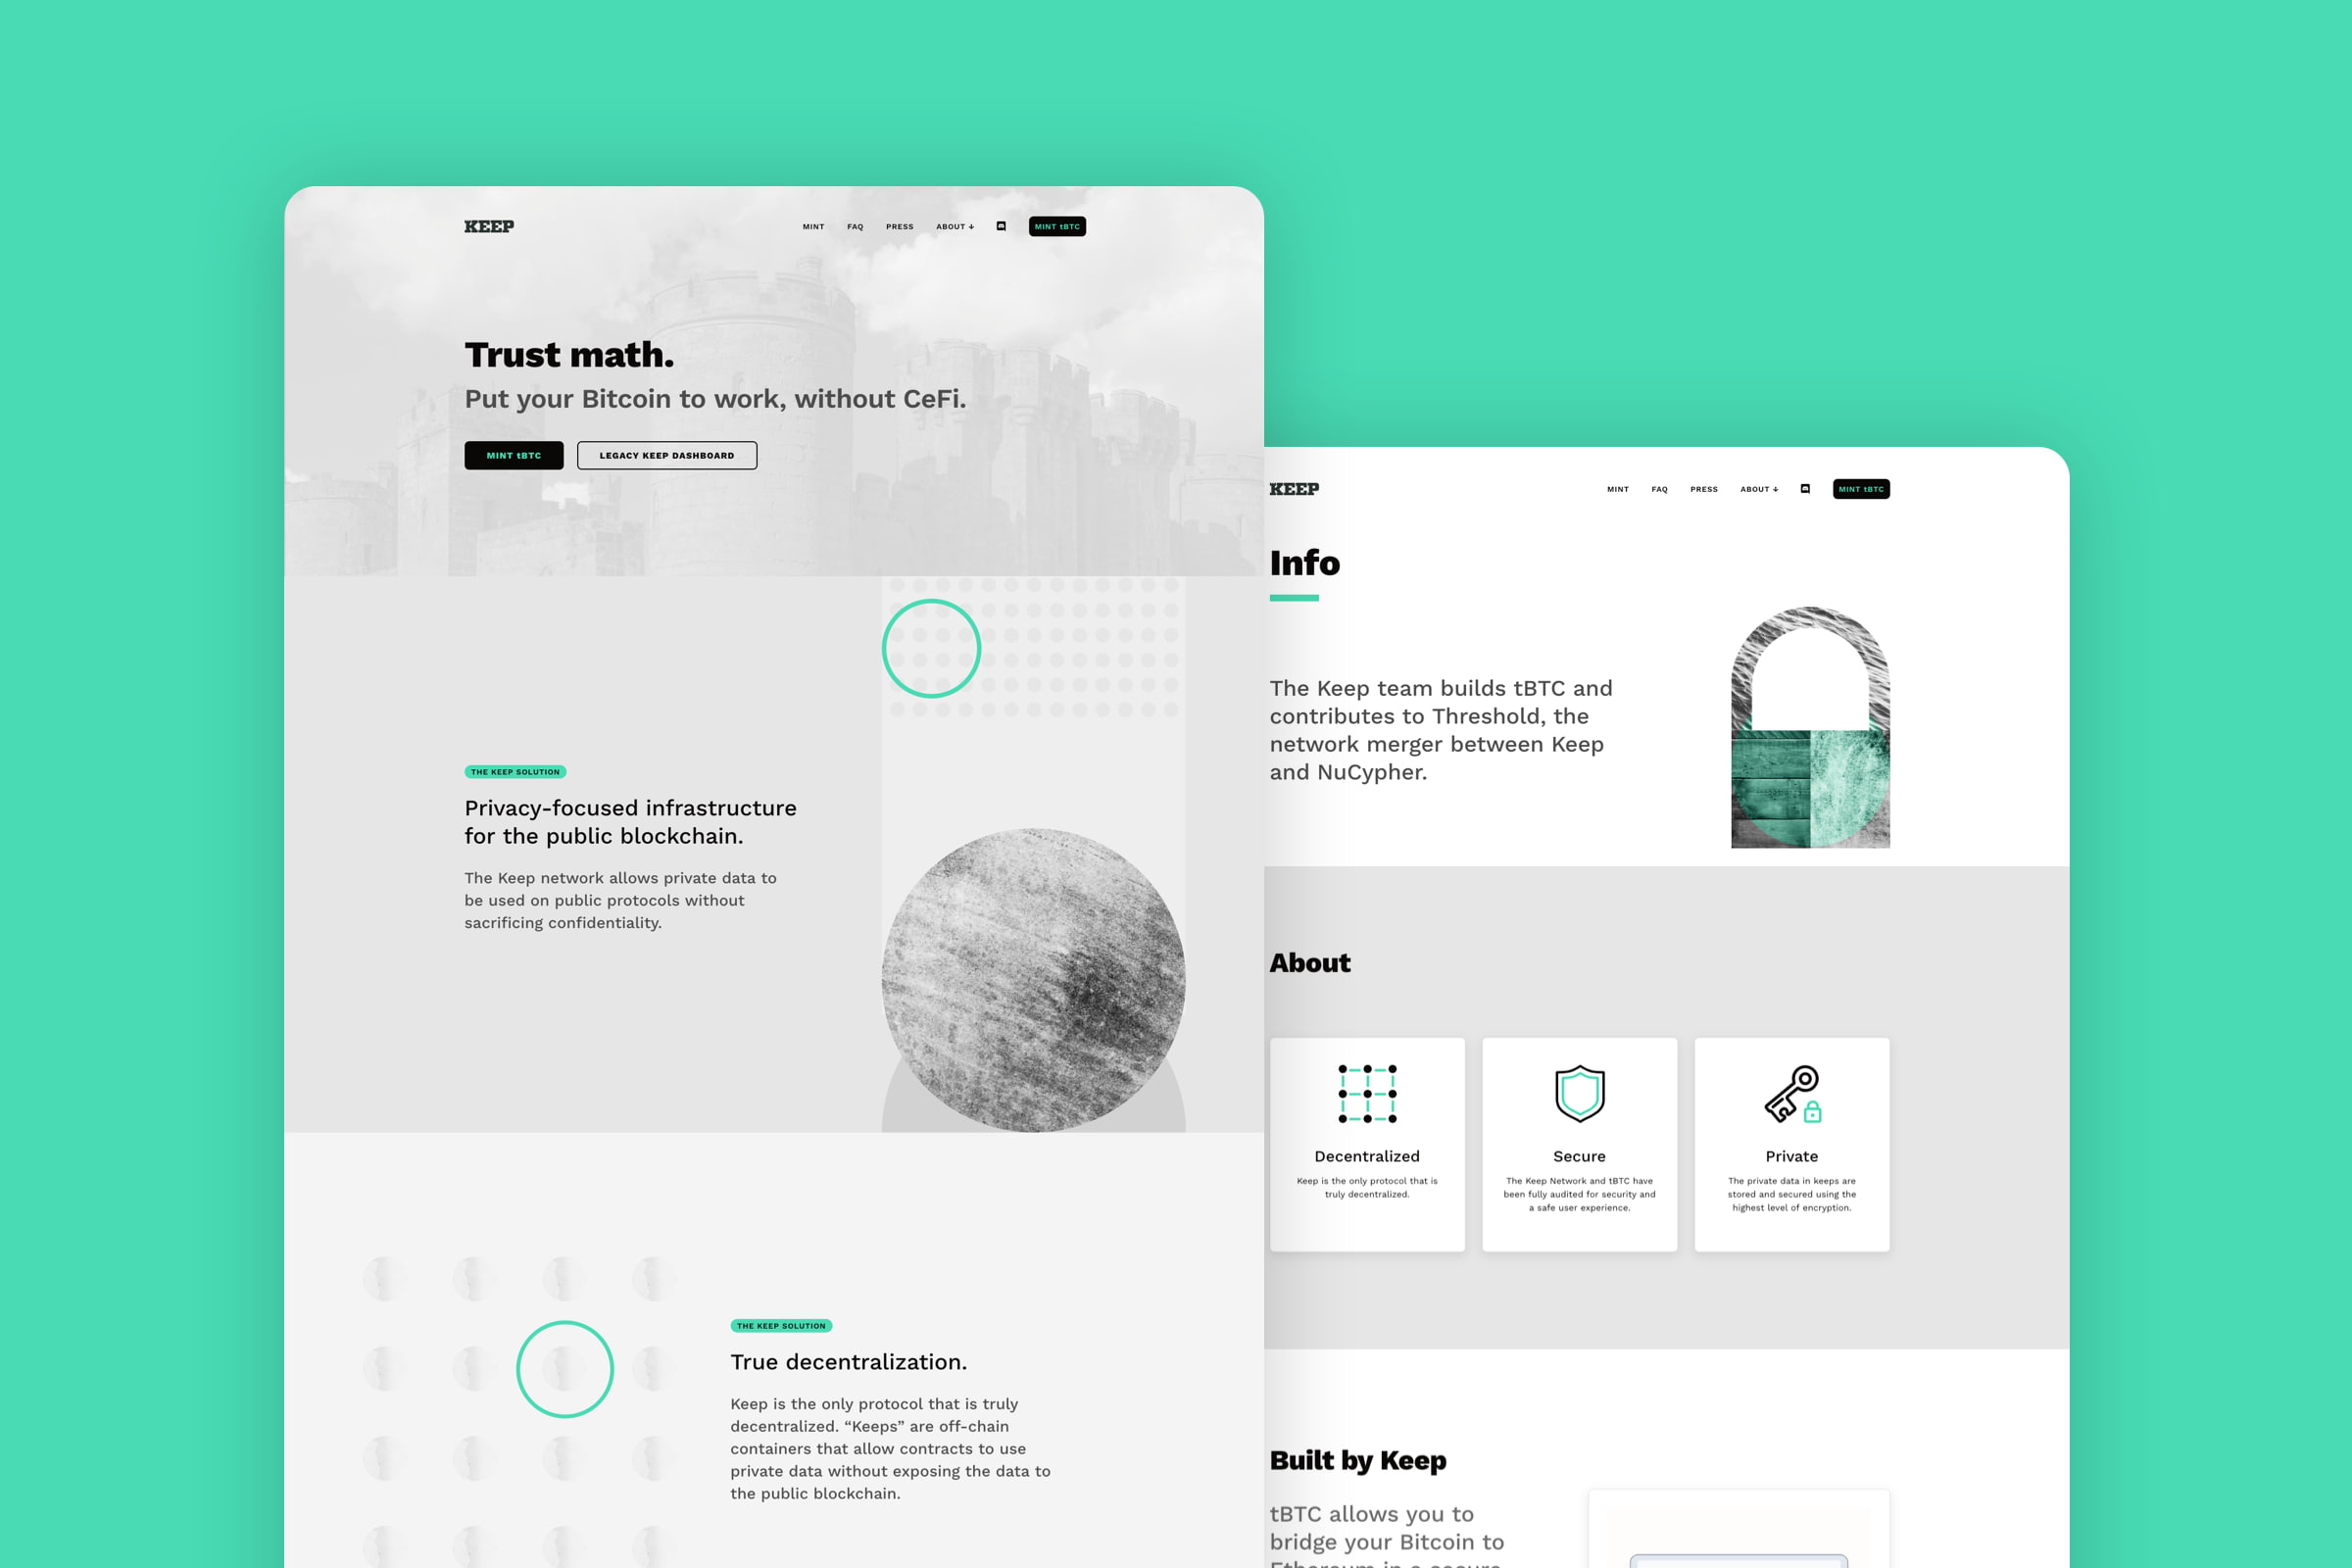 KEEP
MINT FAQ PRESS ABOUT ↓ MINT tBTC
Trust math.
Put your Bitcoin to work, without CeFi.
MINT tBTC LEGACY KEEP DASHBOARD
THE KEEP SOLUTION
Privacy-focused infrastructure
for the public blockchain.
The Keep network allows private data to
be used on public protocols without
sacrificing confidentiality.
THE KEEP SOLUTION
True decentralization.
Keep is the only protocol that is truly
decentralized. “Keeps” are off-chain
containers that allow contracts to use
private data without exposing the data to
the public blockchain.
KEEP
MINT FAQ PRESS ABOUT ↓ MINT tBTC
Info
The Keep team builds tBTC and
contributes to Threshold, the
network merger between Keep
and NuCypher.
About
Decentralized
Keep is the only protocol that is
truly decentralized.
Secure
The Keep Network and tBTC have
been fully audited for security and
a safe user experience.
Private
The private data in keeps are
stored and secured using the
highest level of encryption.
Built by Keep
tBTC allows you to
bridge your Bitcoin to
Ethereum in a secure